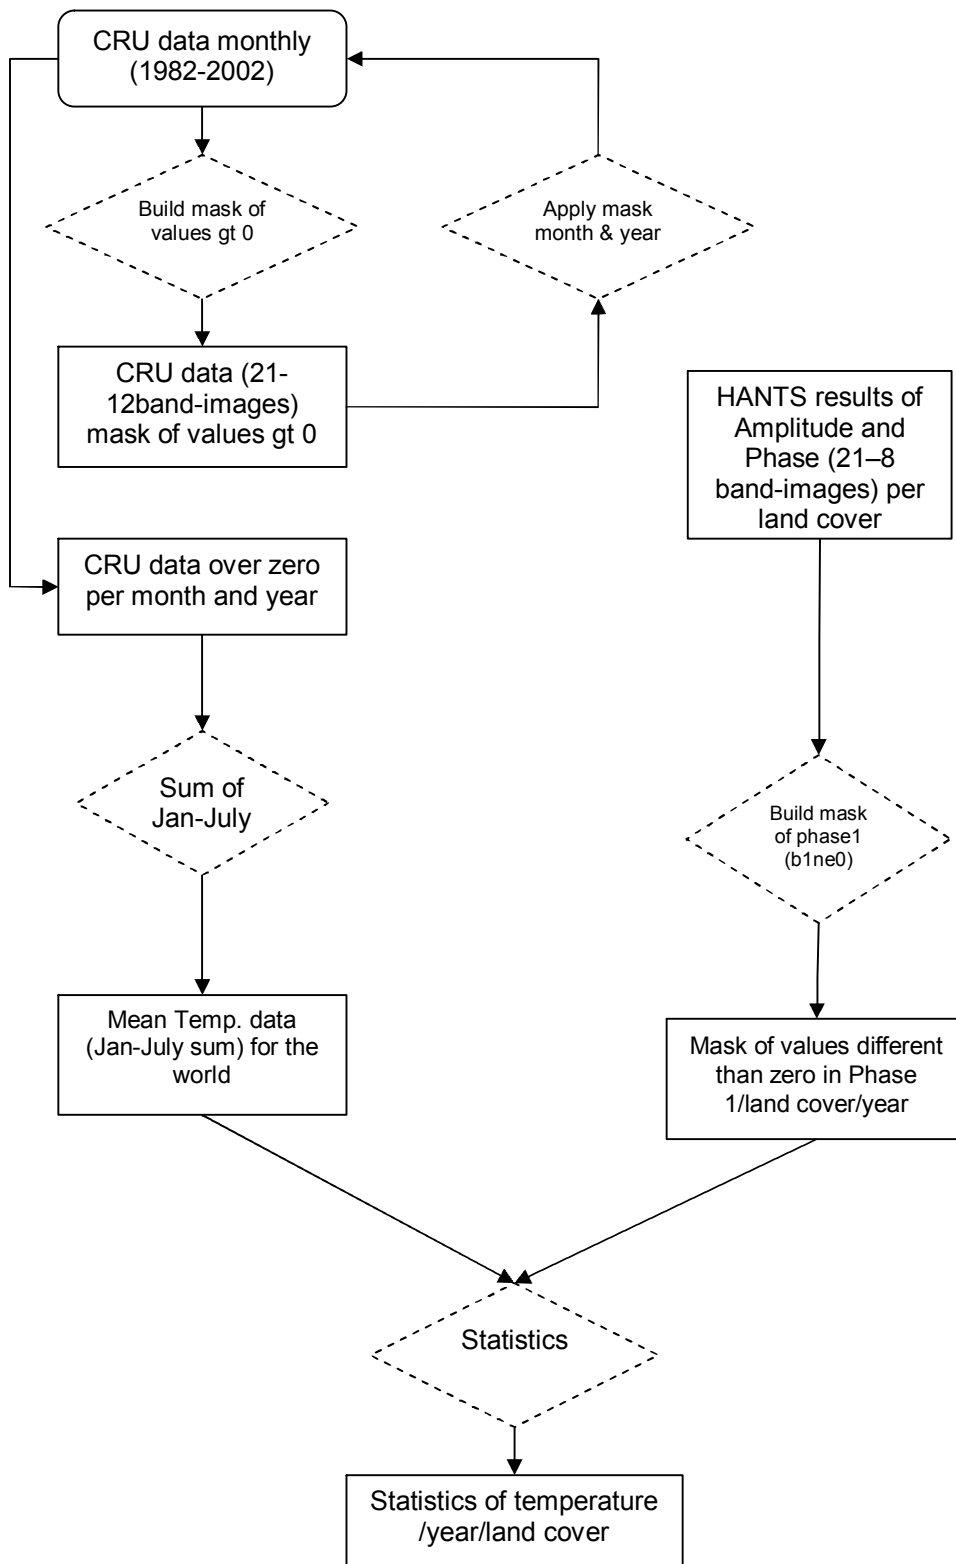 CRU data monthly
(1982-2002)
Build mask of
values gt 0
Apply mask
month & year
CRU data (21-
12band-images)
mask of values gt 0
HANTS results of
Amplitude and
Phase (21–8
band-images) per
land cover
CRU data over zero
per month and year
Sum of
Jan-July
Build mask
of phase1
(b1ne0)
Mean Temp. data
(Jan-July sum) for the
world
Mask of values different
than zero in Phase
1/land cover/year
Statistics
Statistics of temperature
/year/land cover